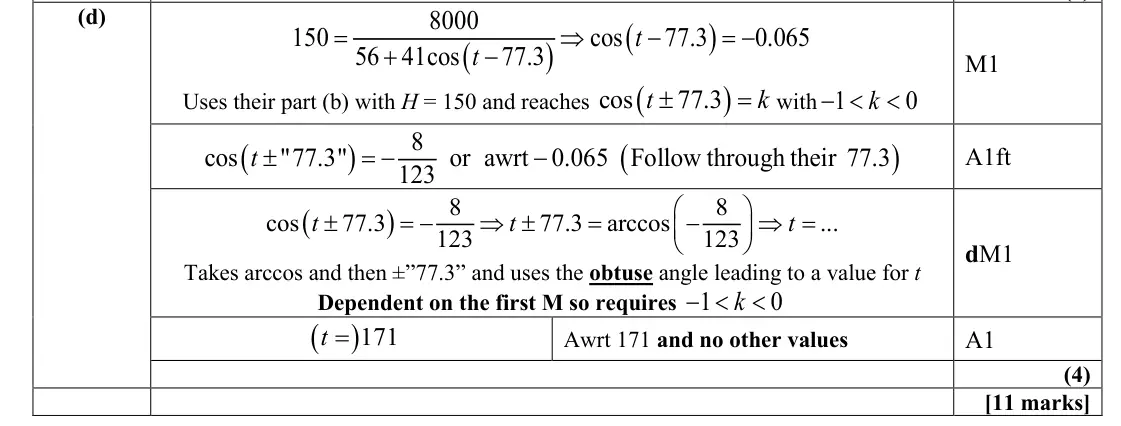 (d)
150 = 8000 / (56 + 41cos(t − 77.3)) ⇒ cos(t − 77.3) = −0.065
M1
Uses their part (b) with H = 150 and reaches cos(t ± 77.3) = k with −1 < k < 0
cos(t ± "77.3") = −8/123 or awrt − 0.065 (Follow through their 77.3)
A1ft
cos(t ± 77.3) = −8/123 ⇒ t ± 77.3 = arccos(−8/123) ⇒ t = ...
dM1
Takes arccos and then ±”77.3” and uses the obtuse angle leading to a value for t
Dependent on the first M so requires −1 < k < 0
(t =)171
Awrt 171 and no other values
A1
(4)
[11 marks]